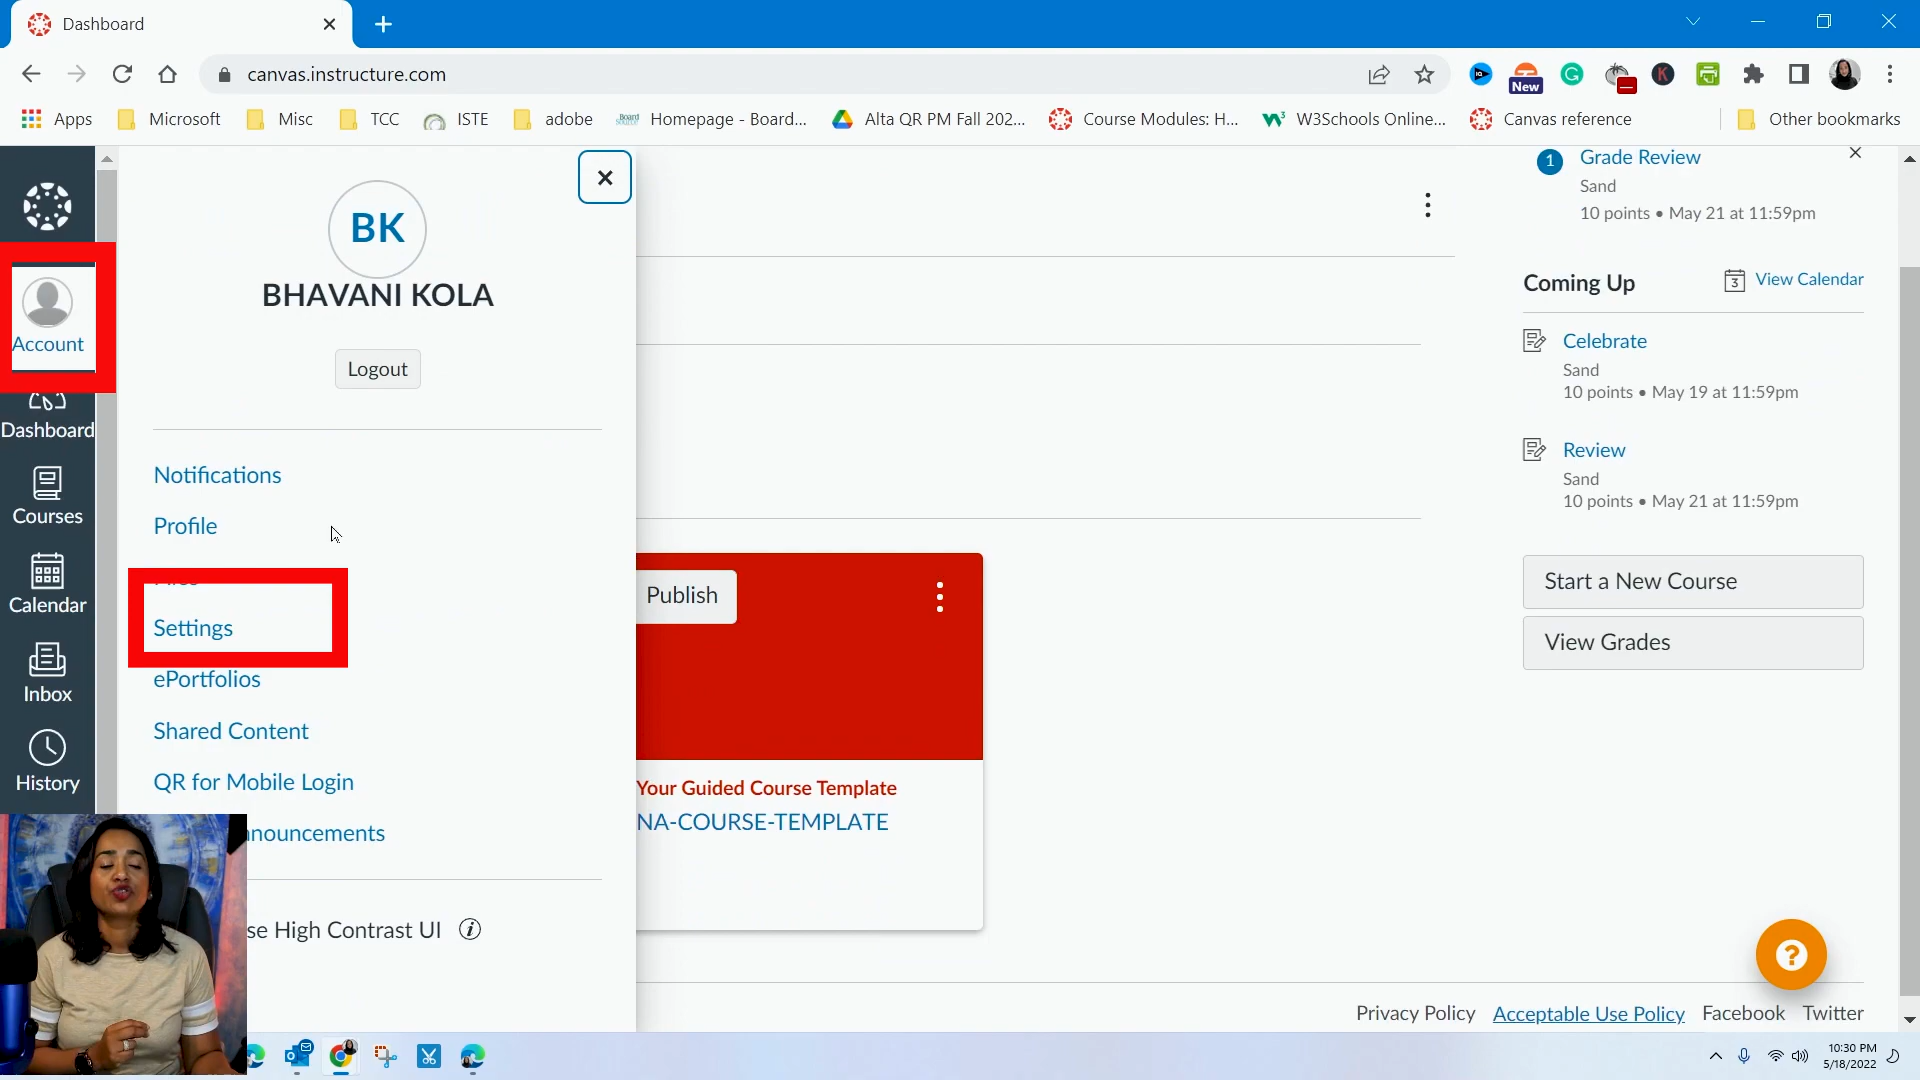 Dashboard
canvas.instructure.com
New
Apps
Microsoft
Misc
TCC
ISTE
adobe
Homepage - Board...
Alta QR PM Fall 202...
Course Modules: H...
W3Schools Online...
Canvas reference
Other bookmarks
Account
Dashboard
Courses
Calendar
Inbox
History
BK
BHAVANI KOLA
Logout
Notifications
Profile
Settings
ePortfolios
Shared Content
QR for Mobile Login
nouncements
se High Contrast UI
Publish
Your Guided Course Template
NA-COURSE-TEMPLATE
1
Grade Review
Sand
10 points • May 21 at 11:59pm
Coming Up
3
View Calendar
Celebrate
Sand
10 points • May 19 at 11:59pm
Review
Sand
10 points • May 21 at 11:59pm
Start a New Course
View Grades
Privacy Policy
Acceptable Use Policy
Facebook
Twitter
10:30 PM
5/18/2022